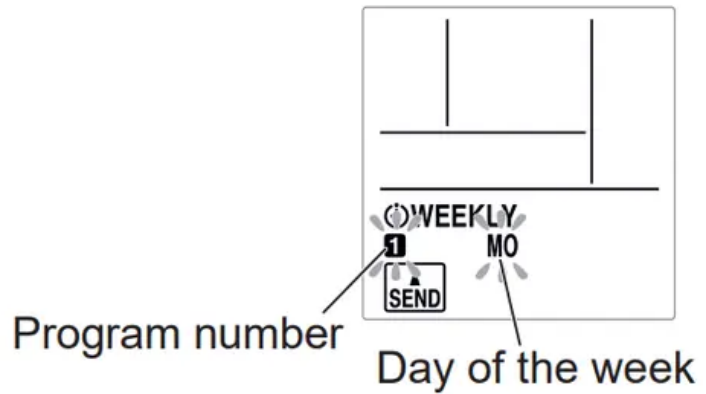 WEEKLY
1 MO
SEND
Program number
Day of the week